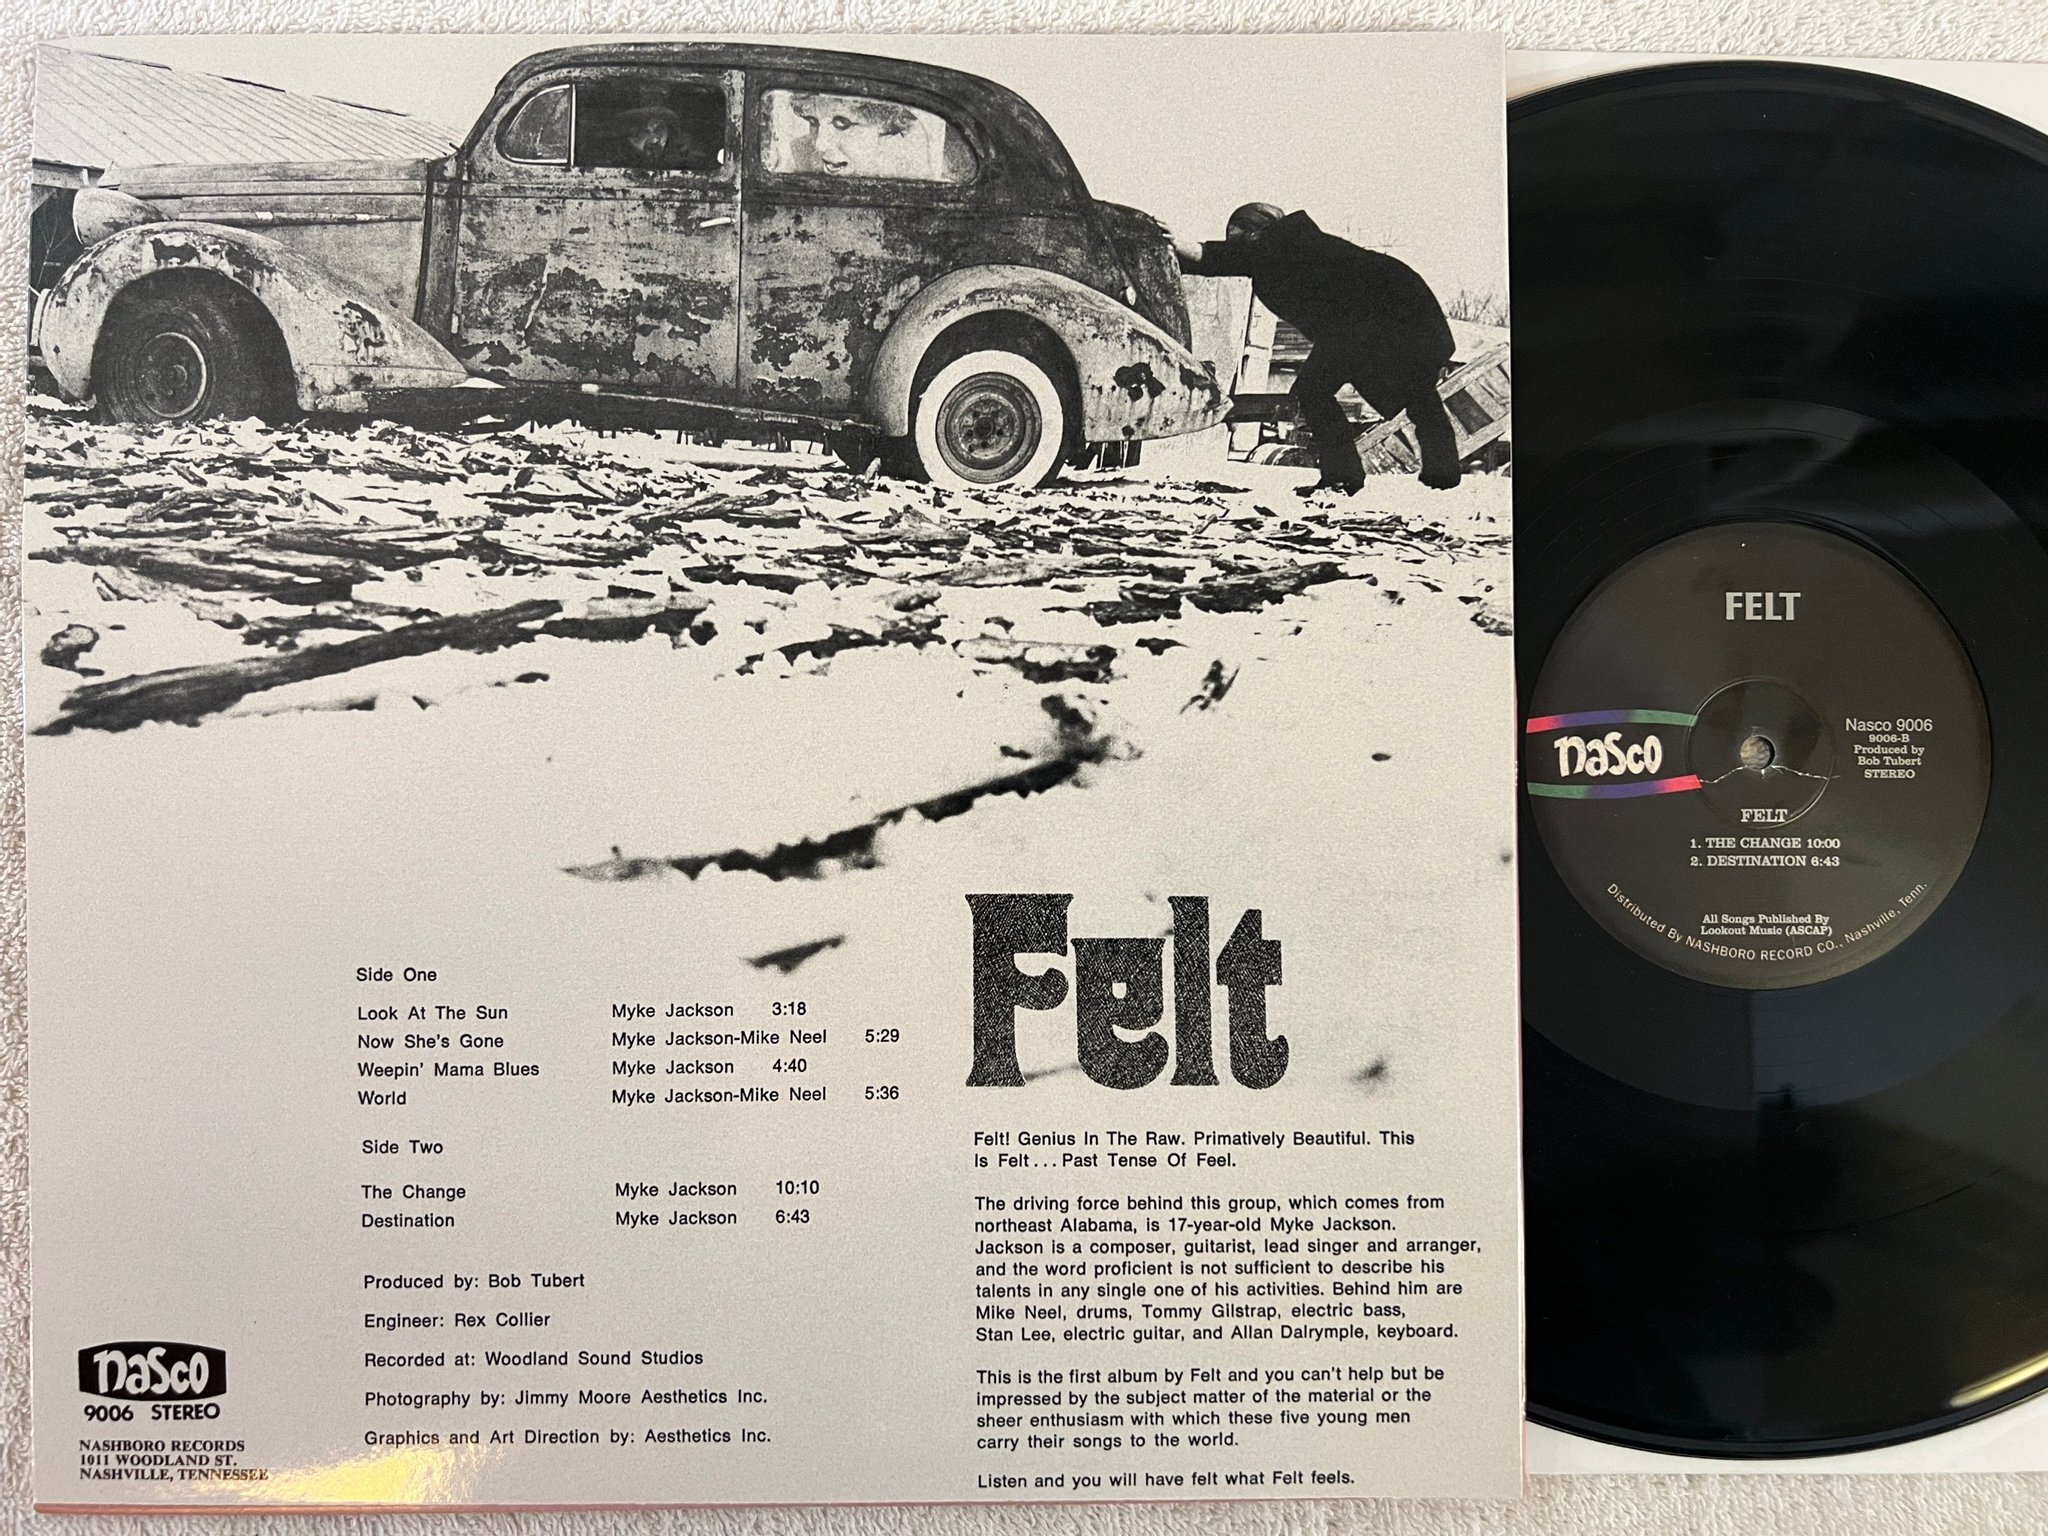 Side One
Look At The Sun Myke Jackson 3:18
Now She's Gone Myke Jackson-Mike Neel 5:29
Weepin' Mama Blues Myke Jackson 4:40
World Myke Jackson-Mike Neel 5:36
Side Two
The Change Myke Jackson 10:10
Destination Myke Jackson 6:43
Produced by: Bob Tubert
Engineer: Rex Collier
Recorded at: Woodland Sound Studios
Photography by: Jimmy Moore Aesthetics Inc.
Graphics and Art Direction by: Aesthetics Inc.
nasco
9006 STEREO
NASHBORO RECORDS
1011 WOODLAND ST.
NASHVILLE, TENNESSEE
Felt
Felt! Genius In The Raw. Primatively Beautiful. This
is Felt... Past Tense Of Feel.
The driving force behind this group, which comes from
northeast Alabama, is 17-year-old Myke Jackson.
Jackson is a composer, guitarist, lead singer and arranger,
and the word proficient is not sufficient to describe his
talents in any single one of his activities. Behind him are
Mike Neel, drums, Tommy Gilstrap, electric bass,
Stan Lee, electric guitar, and Allan Dalrymple, keyboard.
This is the first album by Felt and you can't help but be
impressed by the subject matter of the material or the
sheer enthusiasm with which these five young men
carry their songs to the world.
Listen and you will have felt what Felt feels.
FELT
nasco
Nasco 9006
9006-B
Produced by
Bob Tubert
STEREO
FELT
1. THE CHANGE 10:00
2. DESTINATION 6:43
All Songs Published By
Lookout Music (ASCAP)
Distributed By NASHBORO RECORD CO., Nashville, Tenn.